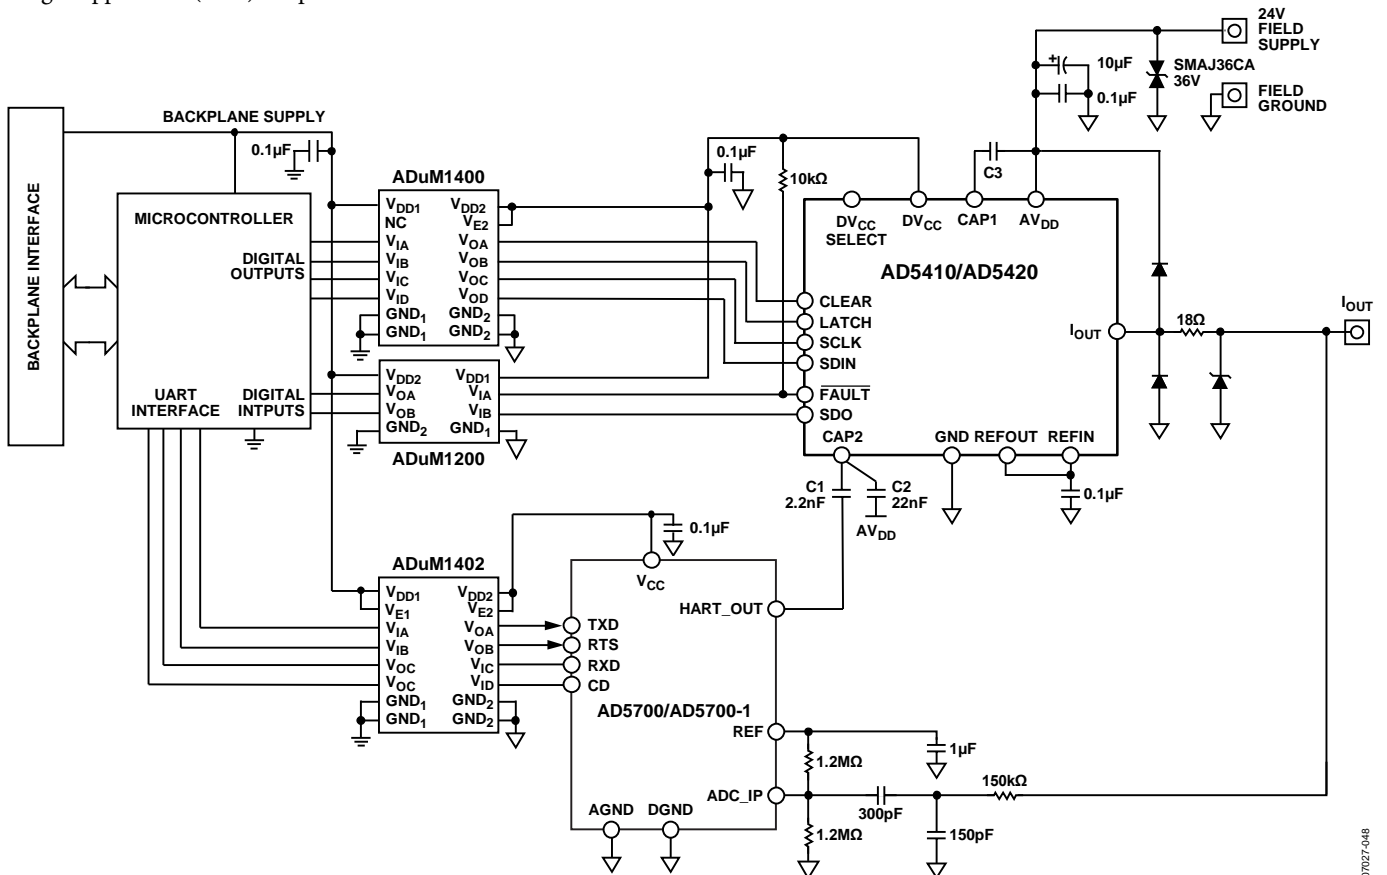 24V
FIELD
SUPPLY
10µF
SMAJ36CA
36V
0.1µF
FIELD
GROUND
BACKPLANE SUPPLY
0.1µF
BACKPLANE INTERFACE
MICROCONTROLLER
DIGITAL
OUTPUTS
UART
INTERFACE
DIGITAL
INTPUTS
ADuM1400
VDD1
NC
VIA
VIB
VIC
VID
GND1
GND1
VDD2
VE2
VOA
VOB
VOC
VOD
GND2
GND2
VDD2
VOA
VOB
GND2
VDD1
VIA
VIB
GND1
ADuM1200
0.1µF
10kΩ
C3
DVCC
SELECT
DVCC
CAP1
AVDD
AD5410/AD5420
CLEAR
LATCH
SCLK
SDIN
FAULT
SDO
CAP2
GND
REFOUT
REFIN
IOUT
18Ω
IOUT
C1
2.2nF
C2
22nF
AVDD
0.1µF
ADuM1402
VDD1
VE1
VIA
VIB
VOC
VOC
GND1
GND1
VDD2
VE2
VOA
VOB
VIC
VID
GND2
GND2
0.1µF
VCC
HART_OUT
TXD
RTS
RXD
CD
AD5700/AD5700-1
REF
ADC_IP
AGND
DGND
1µF
1.2MΩ
300pF
150kΩ
1.2MΩ
150pF
07027-048